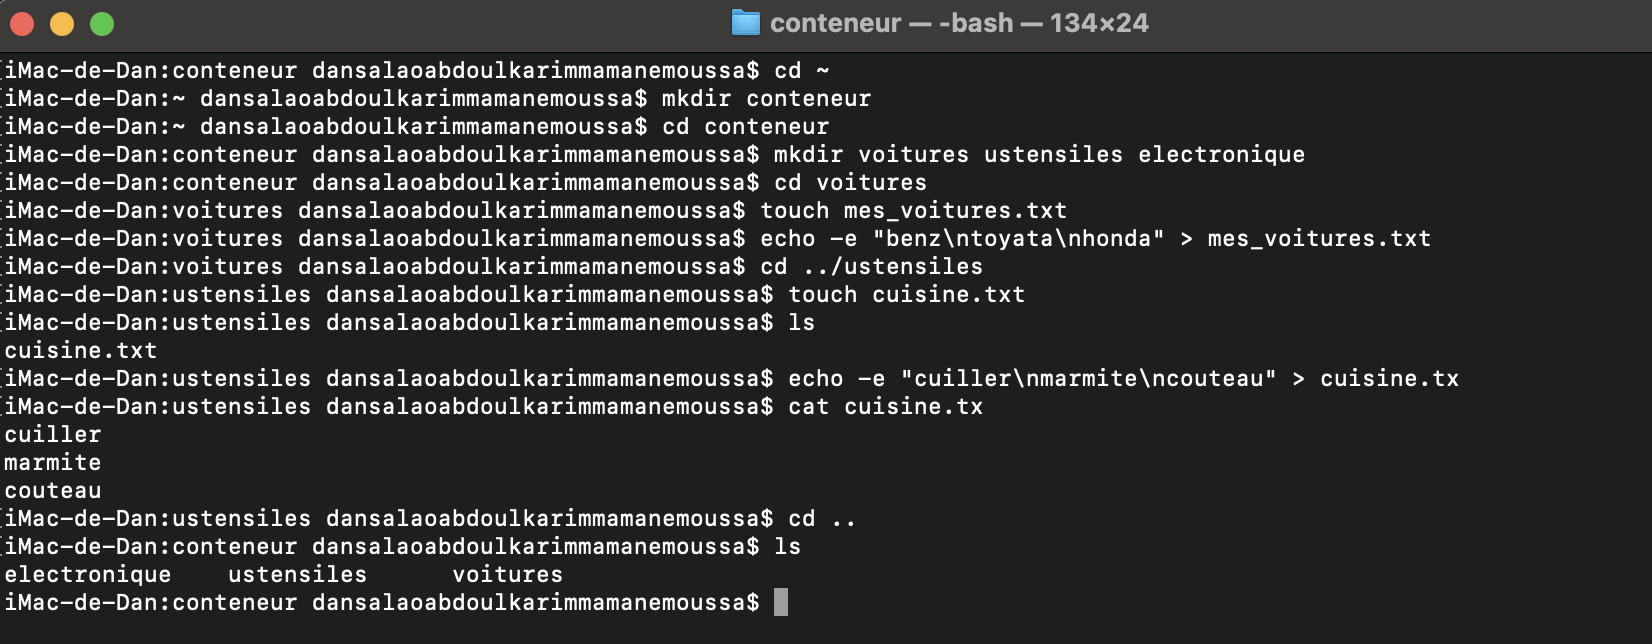 conteneur — -bash — 134×24
iMac-de-Dan:conteneur dansalaoabdoulkarimmamanemoussa$ cd ~
iMac-de-Dan:~ dansalaoabdoulkarimmamanemoussa$ mkdir conteneur
iMac-de-Dan:~ dansalaoabdoulkarimmamanemoussa$ cd conteneur
iMac-de-Dan:conteneur dansalaoabdoulkarimmamanemoussa$ mkdir voitures ustensiles electronique
iMac-de-Dan:conteneur dansalaoabdoulkarimmamanemoussa$ cd voitures
iMac-de-Dan:voitures dansalaoabdoulkarimmamanemoussa$ touch mes_voitures.txt
iMac-de-Dan:voitures dansalaoabdoulkarimmamanemoussa$ echo -e "benz\ntoyata\nhonda" > mes_voitures.txt
iMac-de-Dan:voitures dansalaoabdoulkarimmamanemoussa$ cd ../ustensiles
iMac-de-Dan:ustensiles dansalaoabdoulkarimmamanemoussa$ touch cuisine.txt
iMac-de-Dan:ustensiles dansalaoabdoulkarimmamanemoussa$ ls
cuisine.txt
iMac-de-Dan:ustensiles dansalaoabdoulkarimmamanemoussa$ echo -e "cuiller\nmarmite\ncouteau" > cuisine.tx
iMac-de-Dan:ustensiles dansalaoabdoulkarimmamanemoussa$ cat cuisine.tx
cuiller
marmite
couteau
iMac-de-Dan:ustensiles dansalaoabdoulkarimmamanemoussa$ cd ..
iMac-de-Dan:conteneur dansalaoabdoulkarimmamanemoussa$ ls
electronique    ustensiles      voitures
iMac-de-Dan:conteneur dansalaoabdoulkarimmamanemoussa$